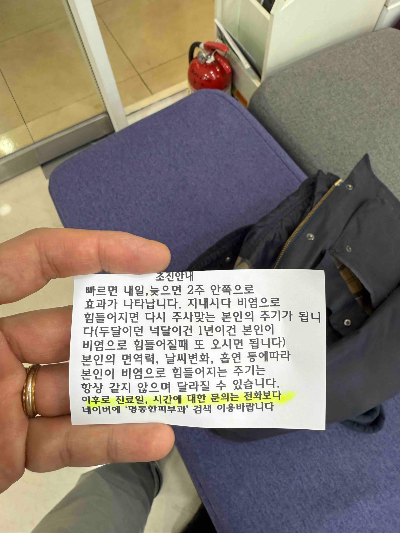 초진안내
빠르면 내일,늦으면 2주 안쪽으로
효과가 나타납니다. 지내시다 비염으로
힘들어지면 다시 주사맞는 본인의 주기가 됩니
다(두달이던 넉달이건 1년이건 본인이
비염으로 힘들어질때 또 오시면 됩니다)
본인의 면역력, 날씨변화, 흡연 등에따라
본인이 비염으로 힘들어지는 주기는
항상 같지 않으며 달라질 수 있습니다.
이후로 진료일, 시간에 대한 문의는 전화보다
네이버에 '명동한피부과' 검색 이용바랍니다